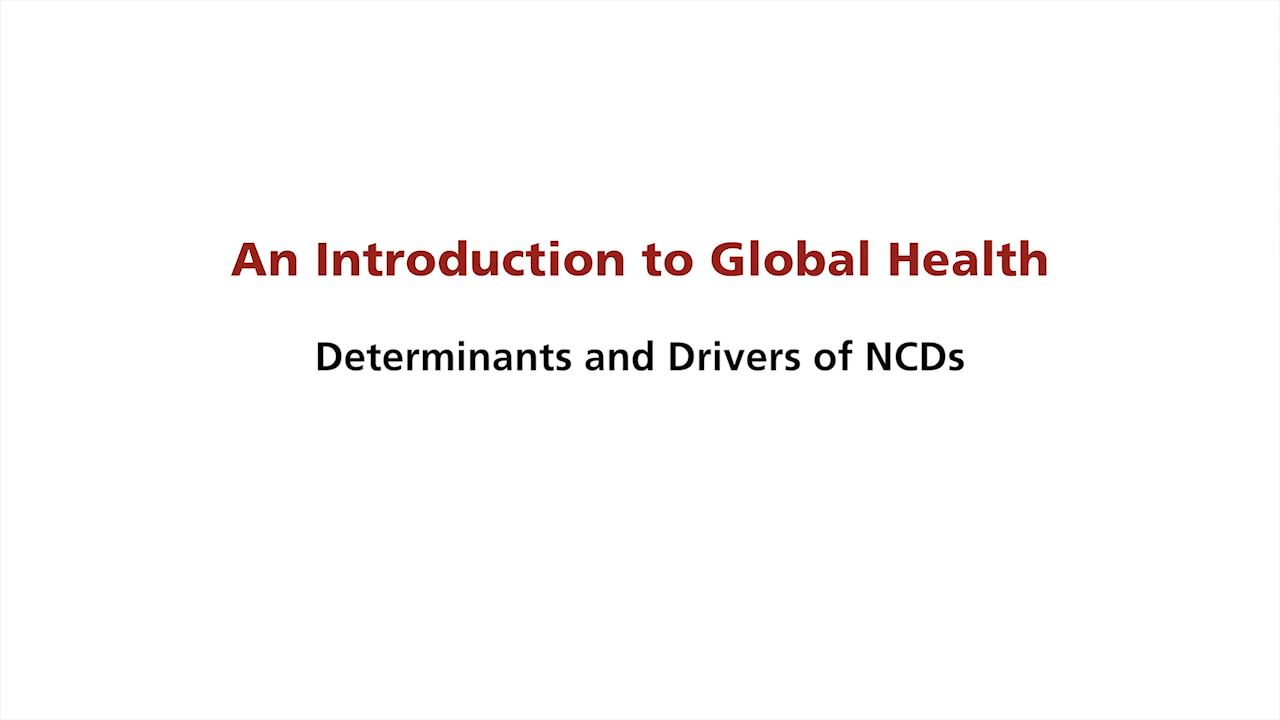 An Introduction to Global Health
Determinants and Drivers of NCDs